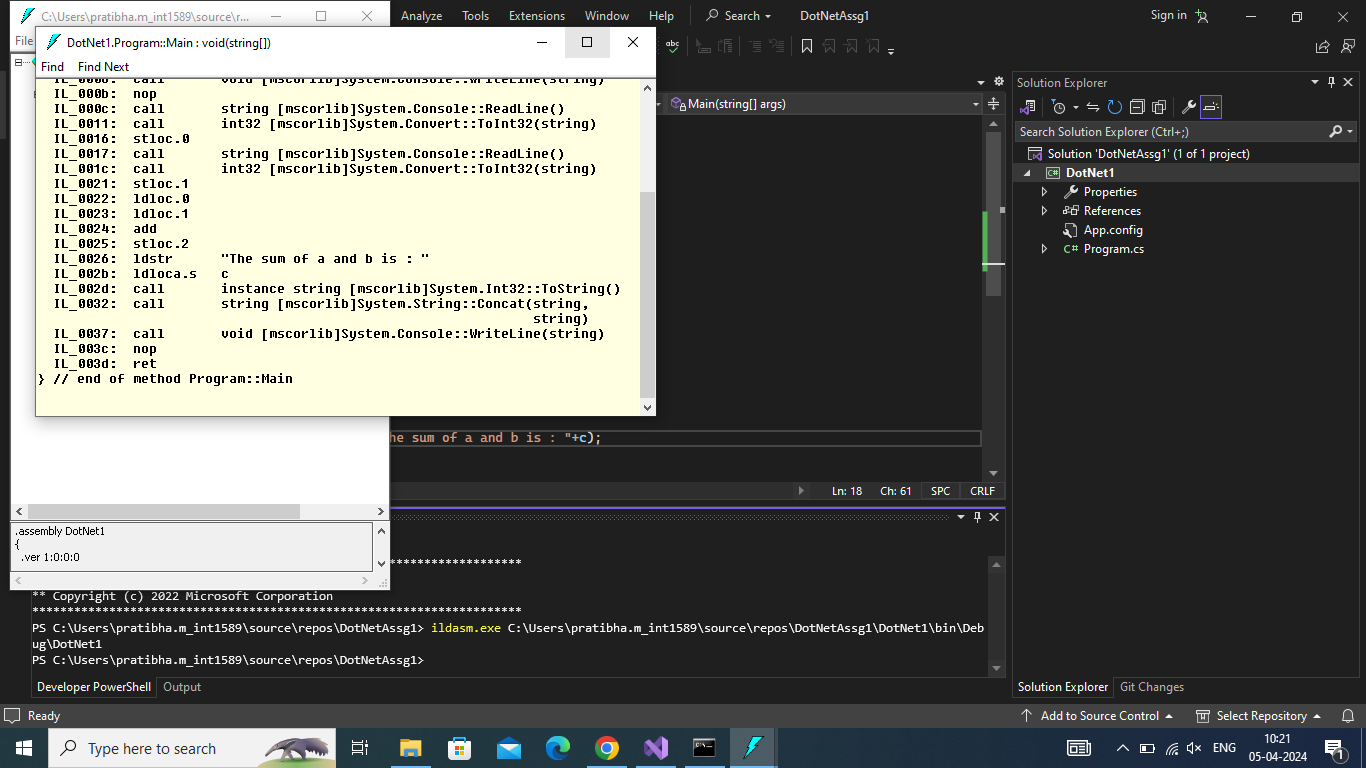 C:\Users\pratibha.m_int1589\source\r...
Analyze Tools Extensions Window Help Search DotNetAssg1 Sign in
File
DotNet1.Program::Main : void(string[])
Find Find Next
IL_0006: call void [mscorlib]System.Console::WriteLine(string)
IL_000b: nop
IL_000c: call string [mscorlib]System.Console::ReadLine()
IL_0011: call int32 [mscorlib]System.Convert::ToInt32(string)
IL_0016: stloc.0
IL_0017: call string [mscorlib]System.Console::ReadLine()
IL_001c: call int32 [mscorlib]System.Convert::ToInt32(string)
IL_0021: stloc.1
IL_0022: ldloc.0
IL_0023: ldloc.1
IL_0024: add
IL_0025: stloc.2
IL_0026: ldstr "The sum of a and b is : "
IL_002b: ldloca.s c
IL_002d: call instance string [mscorlib]System.Int32::ToString()
IL_0032: call string [mscorlib]System.String::Concat(string,
string)
IL_0037: call void [mscorlib]System.Console::WriteLine(string)
IL_003c: nop
IL_003d: ret
} // end of method Program::Main
Main(string[] args)
he sum of a and b is : "+c);
Ln: 18 Ch: 61 SPC CRLF
.assembly DotNet1
{
.ver 1:0:0:0
*******************
** Copyright (c) 2022 Microsoft Corporation
**********************************************************************
PS C:\Users\pratibha.m_int1589\source\repos\DotNetAssg1> ildasm.exe C:\Users\pratibha.m_int1589\source\repos\DotNetAssg1\DotNet1\bin\Deb
ug\DotNet1
PS C:\Users\pratibha.m_int1589\source\repos\DotNetAssg1>
Developer PowerShell Output
Solution Explorer
Search Solution Explorer (Ctrl+;)
Solution 'DotNetAssg1' (1 of 1 project)
DotNet1
Properties
References
App.config
Program.cs
Solution Explorer Git Changes
Ready Add to Source Control Select Repository
Type here to search
ENG
10:21
05-04-2024
1